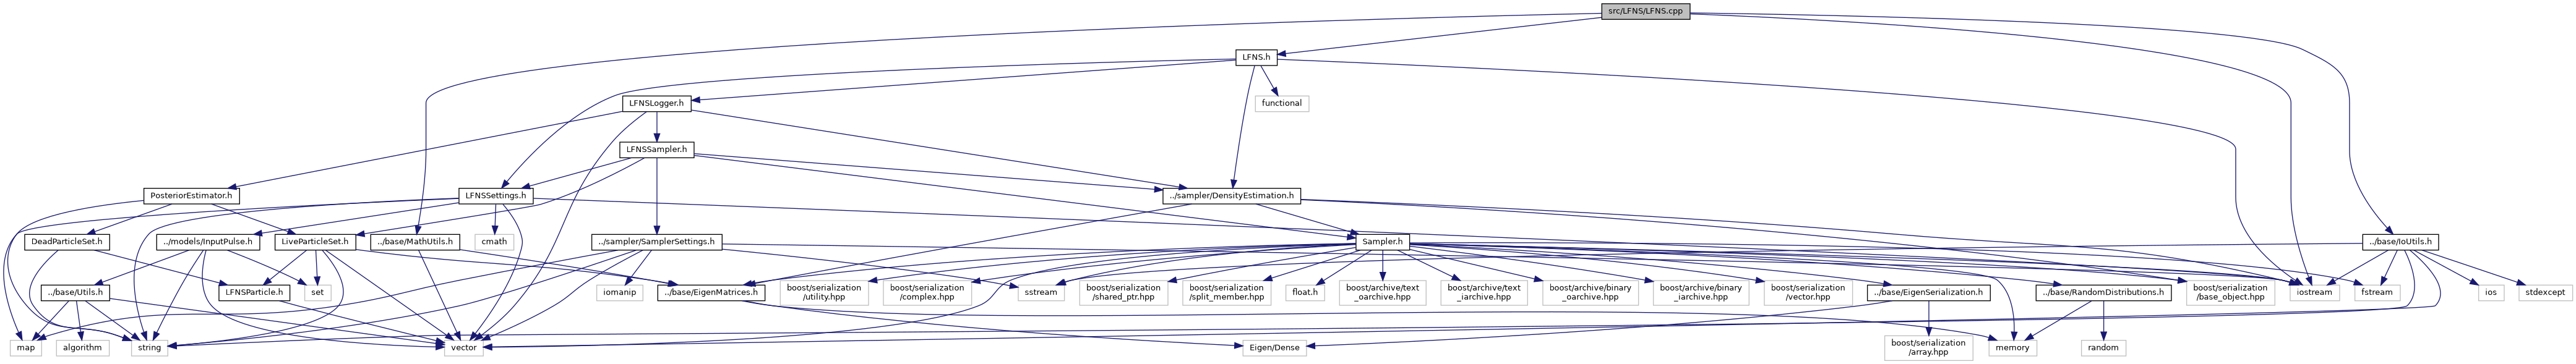 src/LFNS/LFNS.cpp
LFNS.h
LFNSLogger.h
functional
LFNSSampler.h
PosteriorEstimator.h
LFNSSettings.h
../sampler/DensityEstimation.h
DeadParticleSet.h
../models/InputPulse.h
LiveParticleSet.h
../base/MathUtils.h
cmath
../sampler/SamplerSettings.h
Sampler.h
../base/IoUtils.h
../base/Utils.h
LFNSParticle.h
set
iomanip
../base/EigenMatrices.h
boost/serialization
/utility.hpp
boost/serialization
/complex.hpp
sstream
boost/serialization
/shared_ptr.hpp
boost/serialization
/split_member.hpp
float.h
boost/archive/text
_oarchive.hpp
boost/archive/text
_iarchive.hpp
boost/archive/binary
_oarchive.hpp
boost/archive/binary
_iarchive.hpp
boost/serialization
/vector.hpp
../base/EigenSerialization.h
../base/RandomDistributions.h
boost/serialization
/base_object.hpp
iostream
fstream
ios
stdexcept
map
algorithm
string
vector
Eigen/Dense
boost/serialization
/array.hpp
memory
random